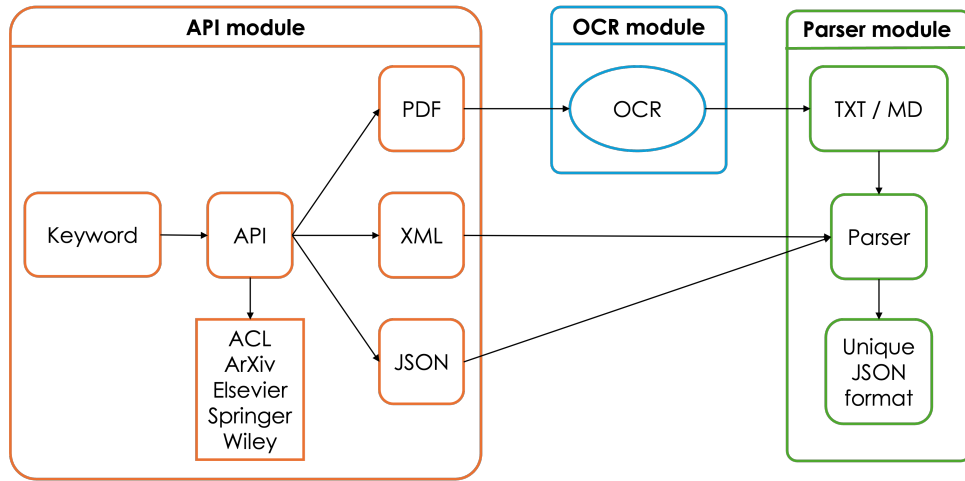 API module
OCR module
Parser module
PDF
OCR
TXT / MD
Keyword
API
XML
Parser
ACL
ArXiv
Elsevier
Springer
Wiley
JSON
Unique
JSON
format